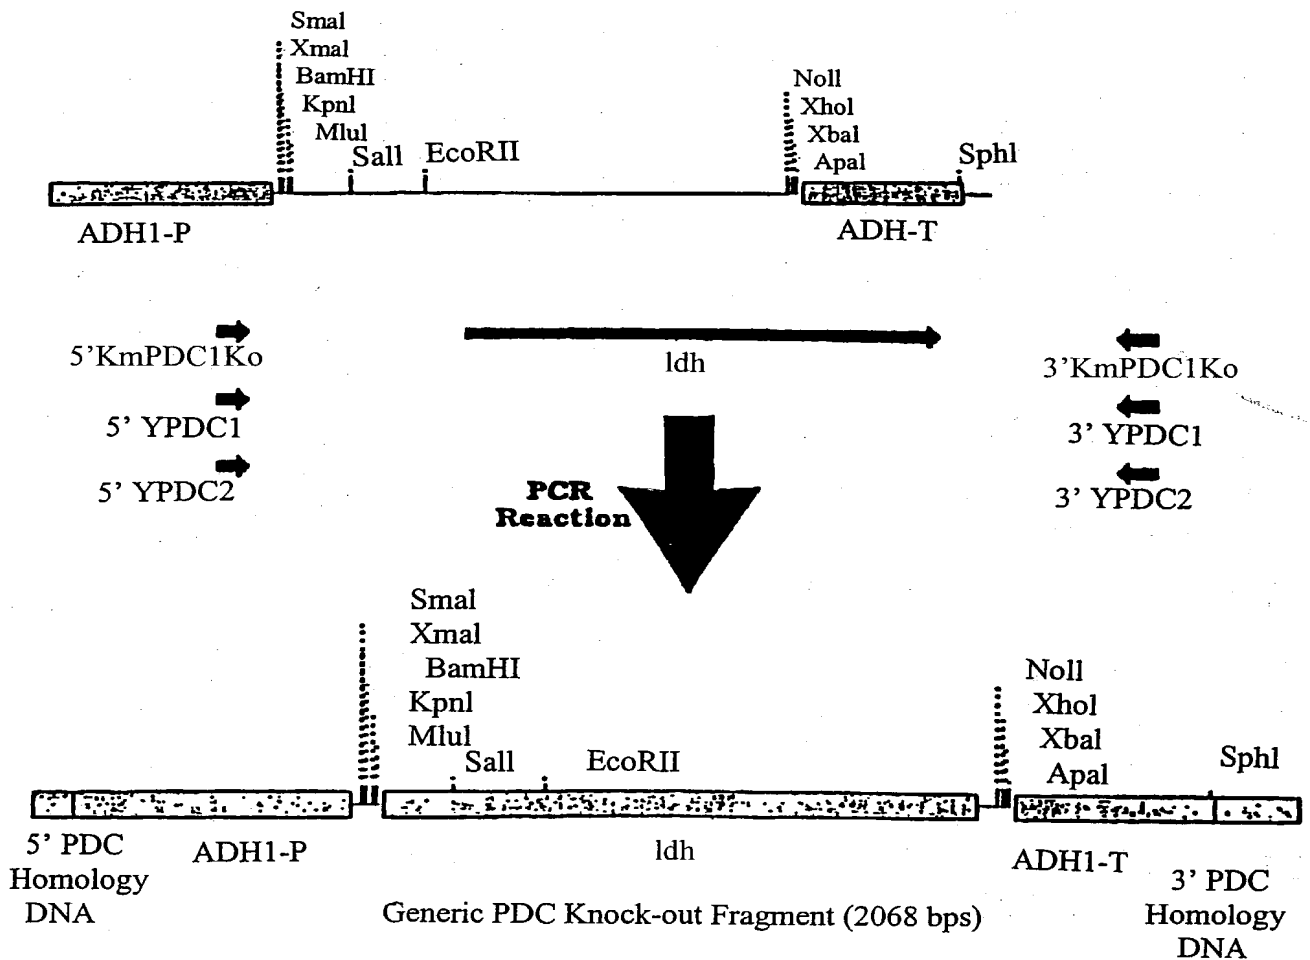 SmaI
XmaI
BamHI
KpnI
MluI
SalI
EcoRII
NolI
XhoI
XbaI
ApaI
SphI
ADH1-P
ADH-T
5'KmPDC1Ko
ldh
3'KmPDC1Ko
5' YPDC1
3' YPDC1
5' YPDC2
3' YPDC2
PCR
Reaction
SmaI
XmaI
BamHI
KpnI
MluI
SalI
EcoRII
NolI
XhoI
XbaI
ApaI
SphI
5' PDC
Homology
DNA
ADH1-P
ldh
ADH1-T
3' PDC
Homology
DNA
Generic PDC Knock-out Fragment (2068 bps)